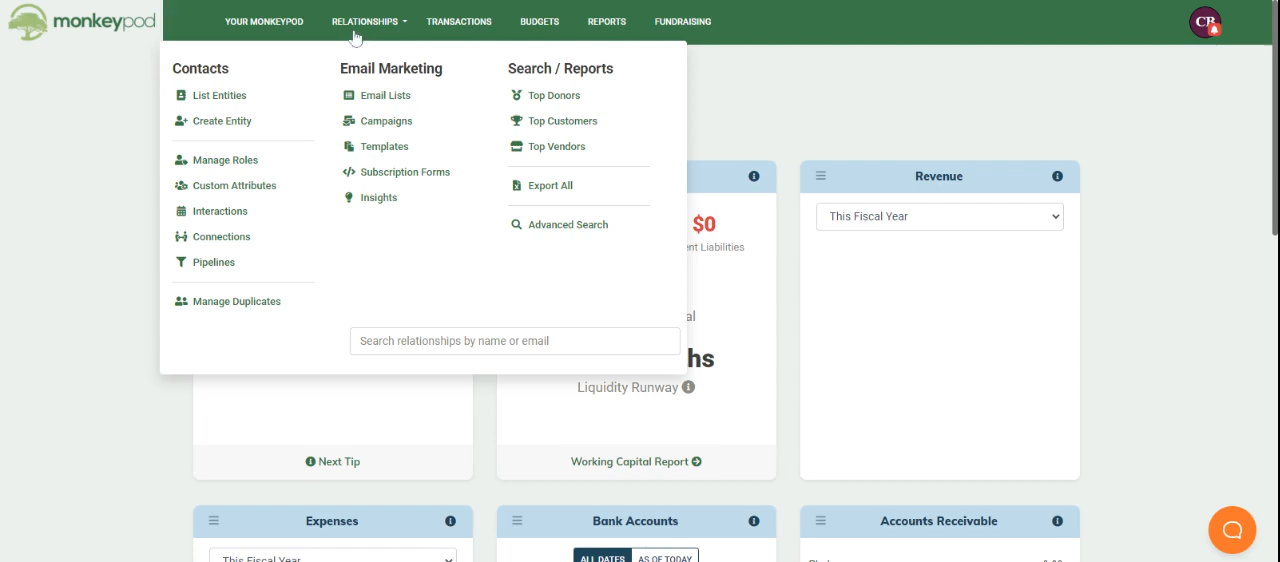 monkeypod
YOUR MONKEYPOD
RELATIONSHIPS
TRANSACTIONS
BUDGETS
REPORTS
FUNDRAISING
CB
Contacts
List Entities
Create Entity
Manage Roles
Custom Attributes
Interactions
Connections
Pipelines
Manage Duplicates
Email Marketing
Email Lists
Campaigns
Templates
Subscription Forms
Insights
Search / Reports
Top Donors
Top Customers
Top Vendors
Export All
Advanced Search
Search relationships by name or email
$0
ent Liabilities
al
hs
Liquidity Runway
Working Capital Report
Revenue
This Fiscal Year
Next Tip
Expenses
This Fiscal Year
Bank Accounts
ALL DATES
AS OF TODAY
Accounts Receivable